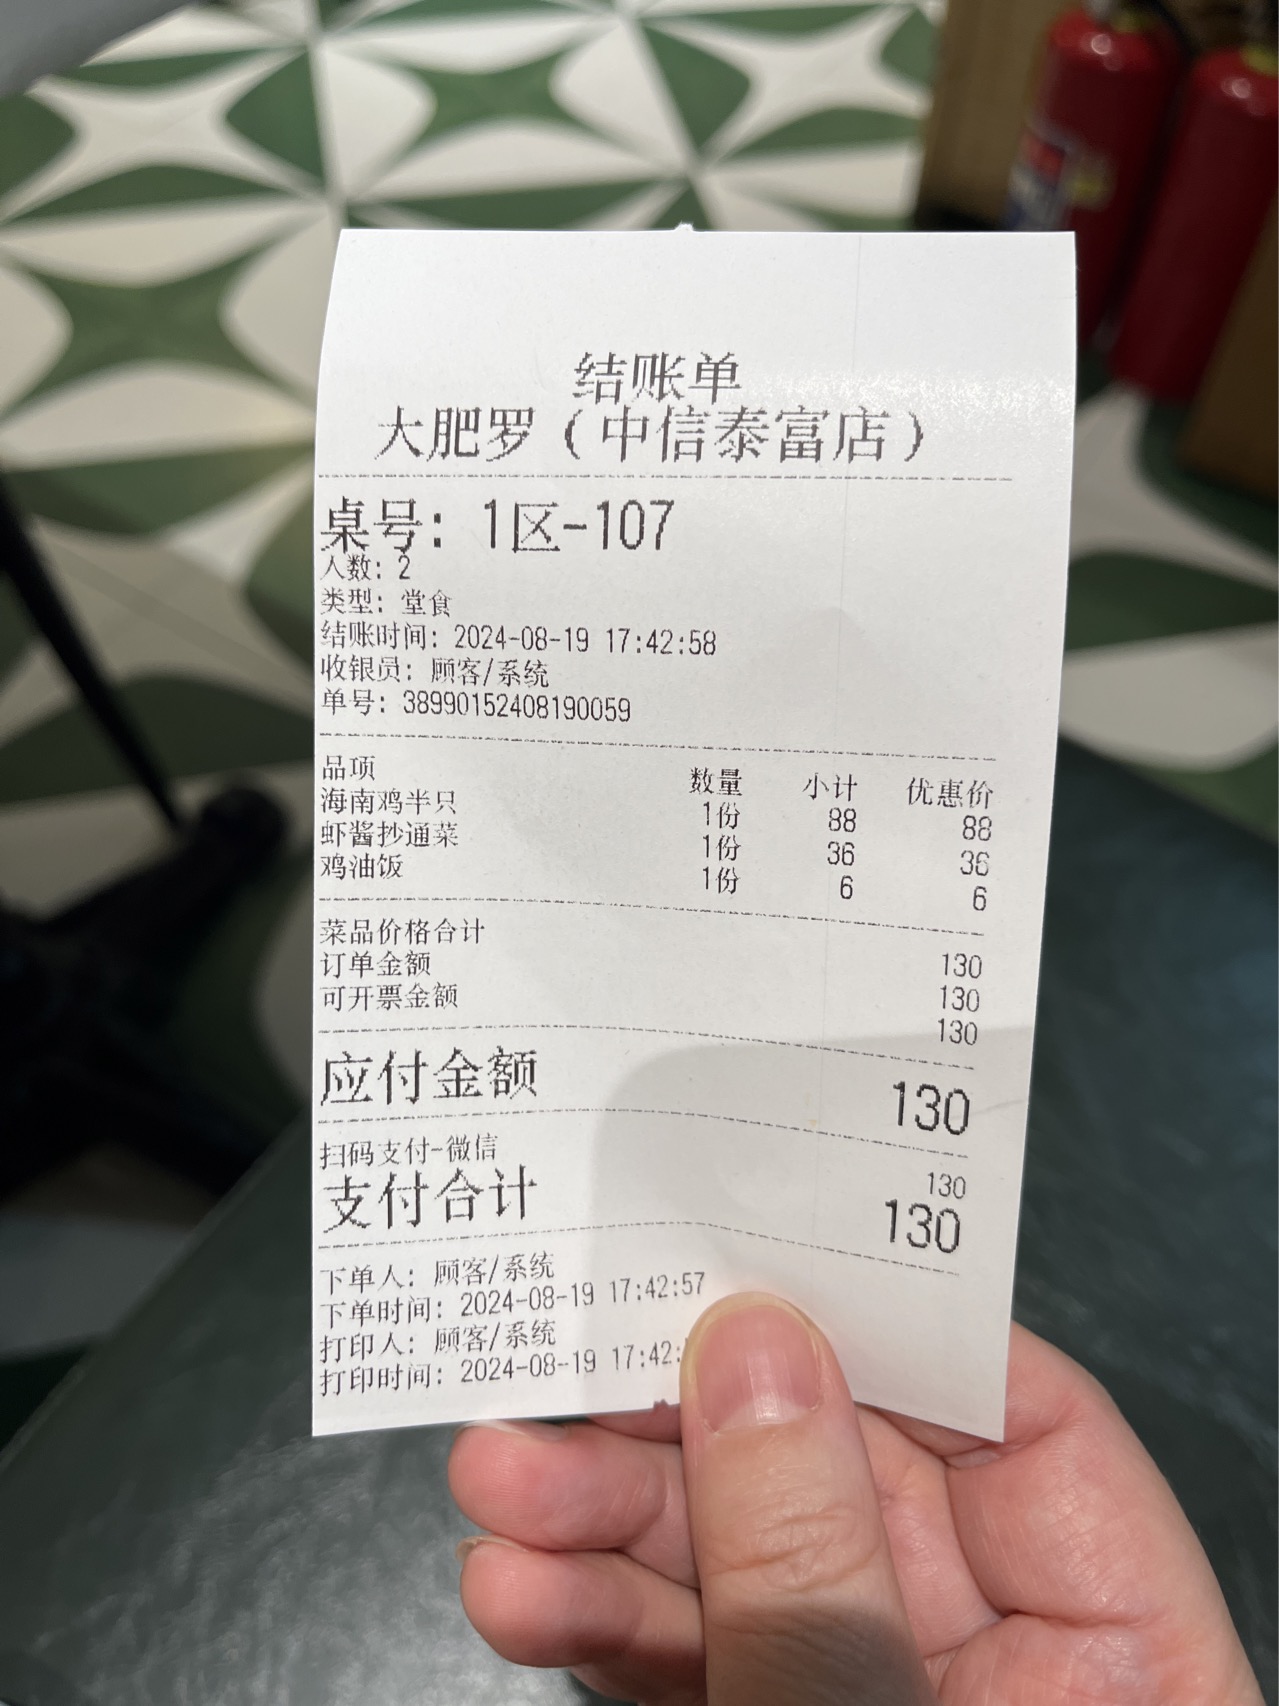 结账单
大肥罗（中信泰富店）
桌号：1区-107
人数：2
类型：堂食
结账时间：2024-08-19 17:42:58
收银员：顾客/系统
单号：38990152408190059
品项 数量 小计 优惠价
海南鸡半只 1份 88 88
虾酱抄通菜 1份 36 36
鸡油饭 1份 6 6
菜品价格合计 130
订单金额 130
可开票金额 130
应付金额 130
扫码支付-微信 130
支付合计 130
下单人：顾客/系统
下单时间：2024-08-19 17:42:57
打印人：顾客/系统
打印时间：2024-08-19 17:42: